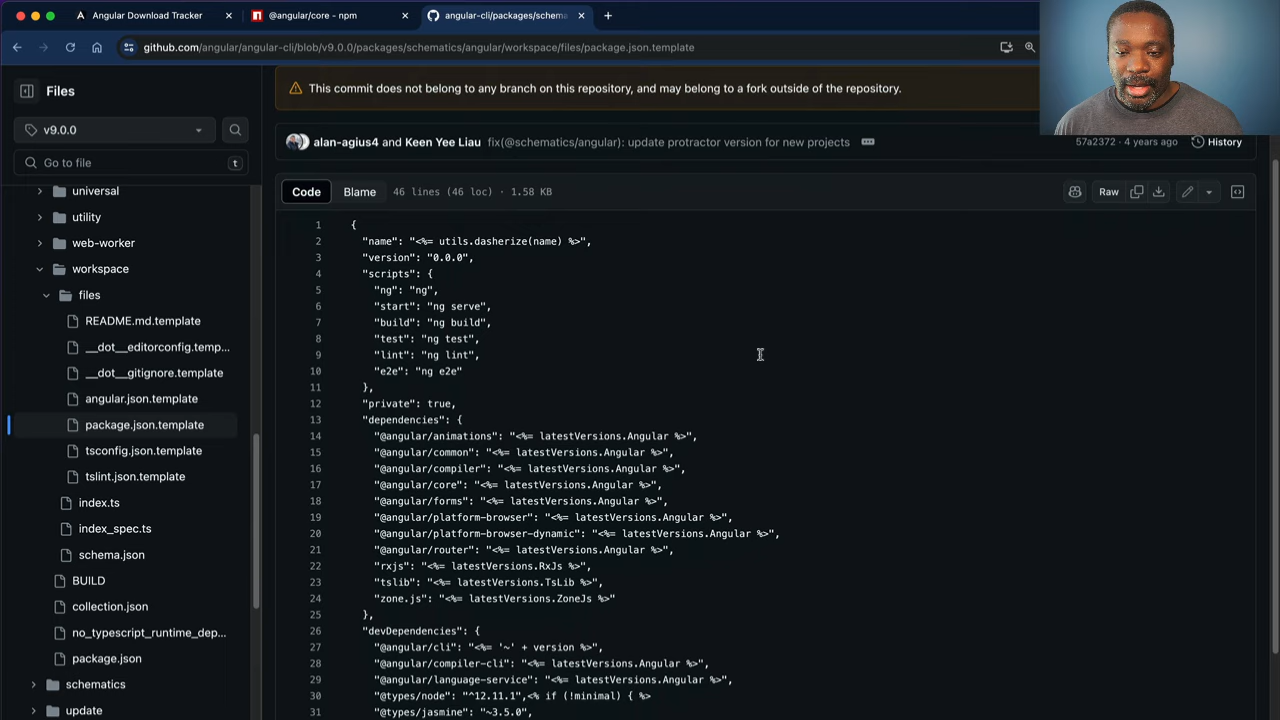 Angular Download Tracker
@angular/core - npm
angular-cli/packages/schema
github.com/angular/angular-cli/blob/v9.0.0/packages/schematics/angular/workspace/files/package.json.template
Files
v9.0.0
Go to file
t
universal
utility
web-worker
workspace
files
README.md.template
__dot__editorconfig.temp...
__dot__gitignore.template
angular.json.template
package.json.template
tsconfig.json.template
tslint.json.template
index.ts
index_spec.ts
schema.json
BUILD
collection.json
no_typescript_runtime_dep...
package.json
schematics
update
This commit does not belong to any branch on this repository, and may belong to a fork outside of the repository.
alan-agius4 and Keen Yee Liau fix(@schematics/angular): update protractor version for new projects
57a2372 · 4 years ago
History
Code
Blame
46 lines (46 loc) · 1.58 KB
Raw
1 {
2 "name": "<%= utils.dasherize(name) %>",
3 "version": "0.0.0",
4 "scripts": {
5 "ng": "ng",
6 "start": "ng serve",
7 "build": "ng build",
8 "test": "ng test",
9 "lint": "ng lint",
10 "e2e": "ng e2e"
11 },
12 "private": true,
13 "dependencies": {
14 "@angular/animations": "<%= latestVersions.Angular %>",
15 "@angular/common": "<%= latestVersions.Angular %>",
16 "@angular/compiler": "<%= latestVersions.Angular %>",
17 "@angular/core": "<%= latestVersions.Angular %>",
18 "@angular/forms": "<%= latestVersions.Angular %>",
19 "@angular/platform-browser": "<%= latestVersions.Angular %>",
20 "@angular/platform-browser-dynamic": "<%= latestVersions.Angular %>",
21 "@angular/router": "<%= latestVersions.Angular %>",
22 "rxjs": "<%= latestVersions.RxJs %>",
23 "tslib": "<%= latestVersions.TsLib %>",
24 "zone.js": "<%= latestVersions.ZoneJs %>"
25 },
26 "devDependencies": {
27 "@angular/cli": "<%= '~' + version %>",
28 "@angular/compiler-cli": "<%= latestVersions.Angular %>",
29 "@angular/language-service": "<%= latestVersions.Angular %>",
30 "@types/node": "^12.11.1",<% if (!minimal) { %>
31 "@types/jasmine": "~3.5.0",